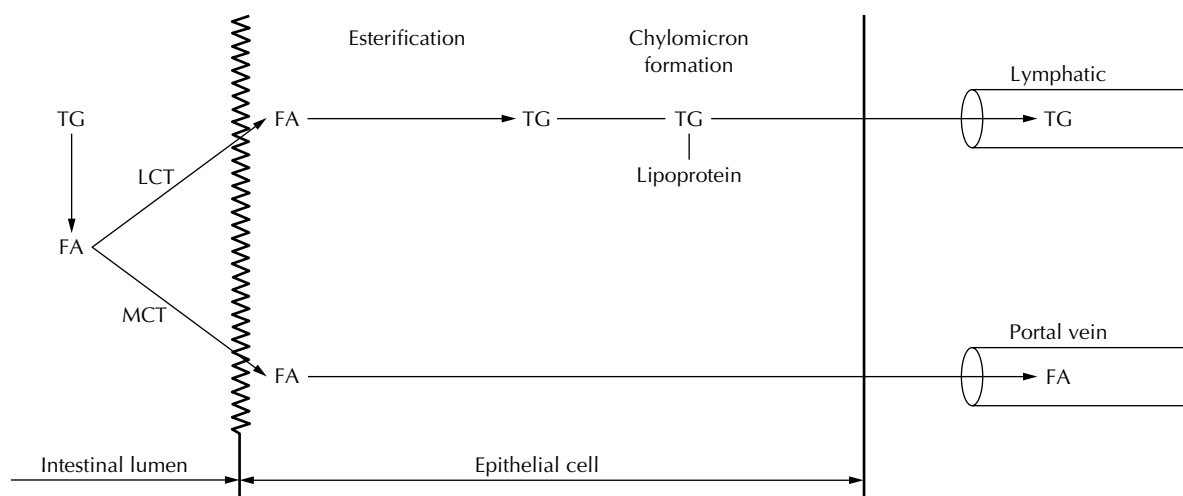 Esterification
Chylomicron
formation
Lymphatic
TG
FA
TG
TG
TG
LCT
Lipoprotein
FA
MCT
Portal vein
FA
FA
Intestinal lumen
Epithelial cell